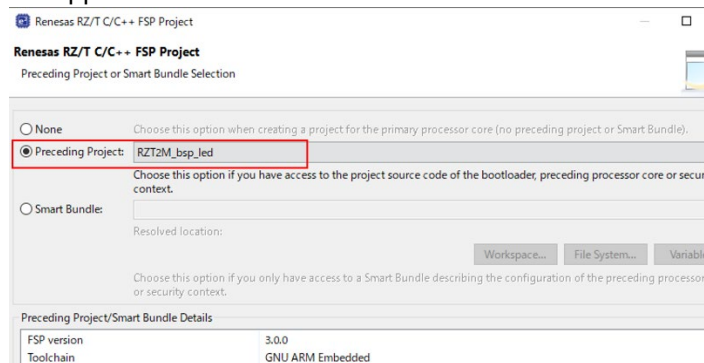 Renesas RZ/T C/C++ FSP Project
Renesas RZ/T C/C++ FSP Project
Preceding Project or Smart Bundle Selection
None Choose this option when creating a project for the primary processor core (no preceding project or Smart Bundle).
Preceding Project: RZT2M_bsp_led
Choose this option if you have access to the project source code of the bootloader, preceding processor core or secur
context.
Smart Bundle:
Resolved location:
Workspace... File System... Variabl
Choose this option if you only have access to a Smart Bundle describing the configuration of the preceding processor
or security context.
Preceding Project/Smart Bundle Details
FSP version 3.0.0
Toolchain GNU ARM Embedded